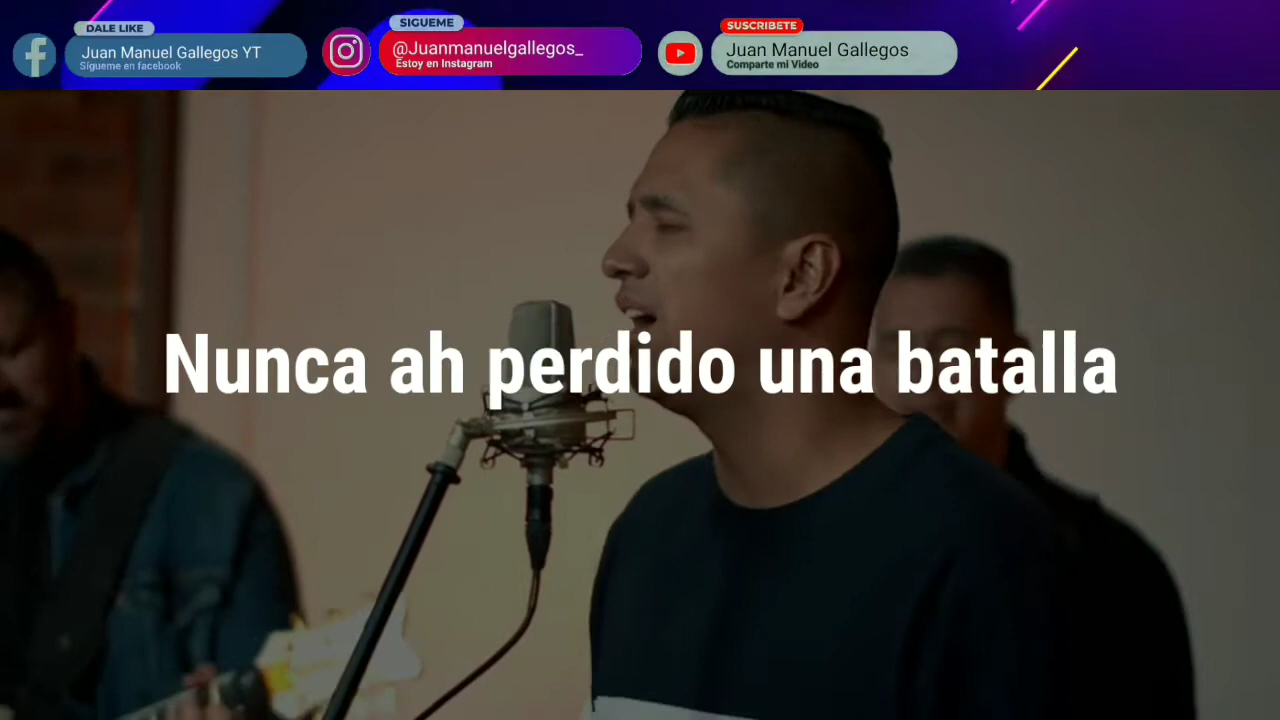 DALE LIKE
Juan Manuel Gallegos YT
Sígueme en facebook
SIGUEME
@Juanmanuelgallegos_
Estoy en Instagram
SUSCRIBETE
Juan Manuel Gallegos
Comparte mi Video
Nunca ah perdido una batalla